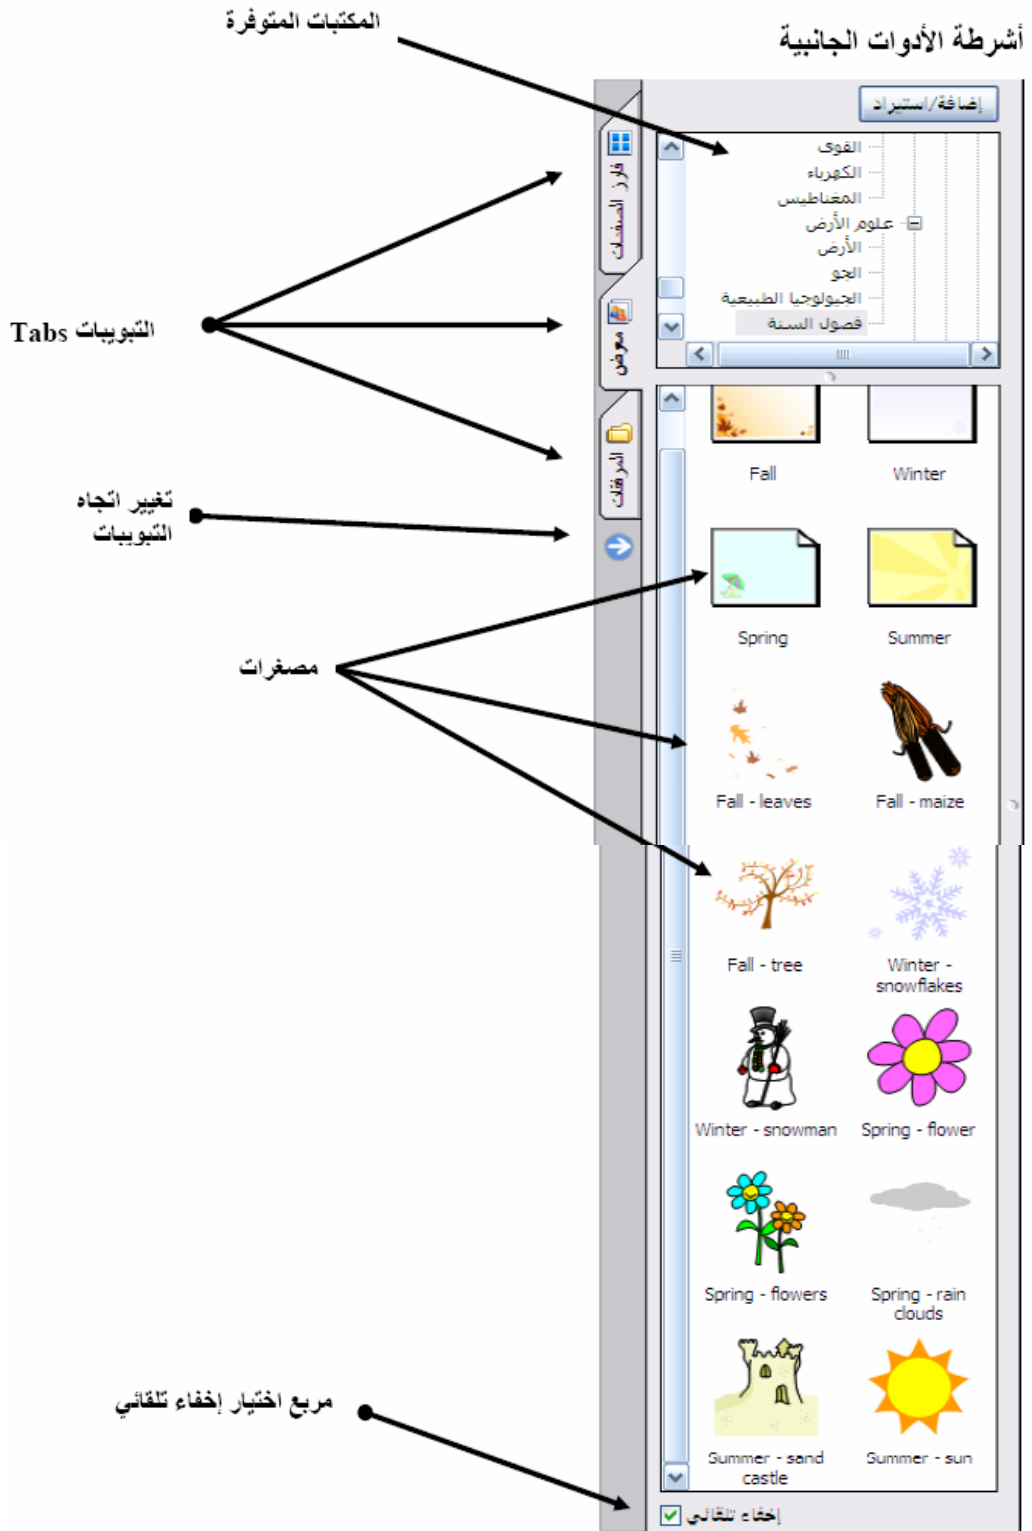 أشرطة الأدوات الجانبية
المكتبات المتوفرة
إضافة/استيراد
القوى
الكهرباء
المغناطيس
علوم الأرض
الأرض
الجو
الجيولوجيا الطبيعية
فصول السنة
فارز الصفحات
معرض
المرفقات
التبويبات Tabs
تغيير اتجاه
التبويبات
مصغرات
Fall
Winter
Spring
Summer
Fall - leaves
Fall - maize
Fall - tree
Winter -
snowflakes
Winter - snowman
Spring - flower
Spring - flowers
Spring - rain
clouds
Summer - sand
castle
Summer - sun
مربع اختيار إخفاء تلقائي
إخفاء تلقائي